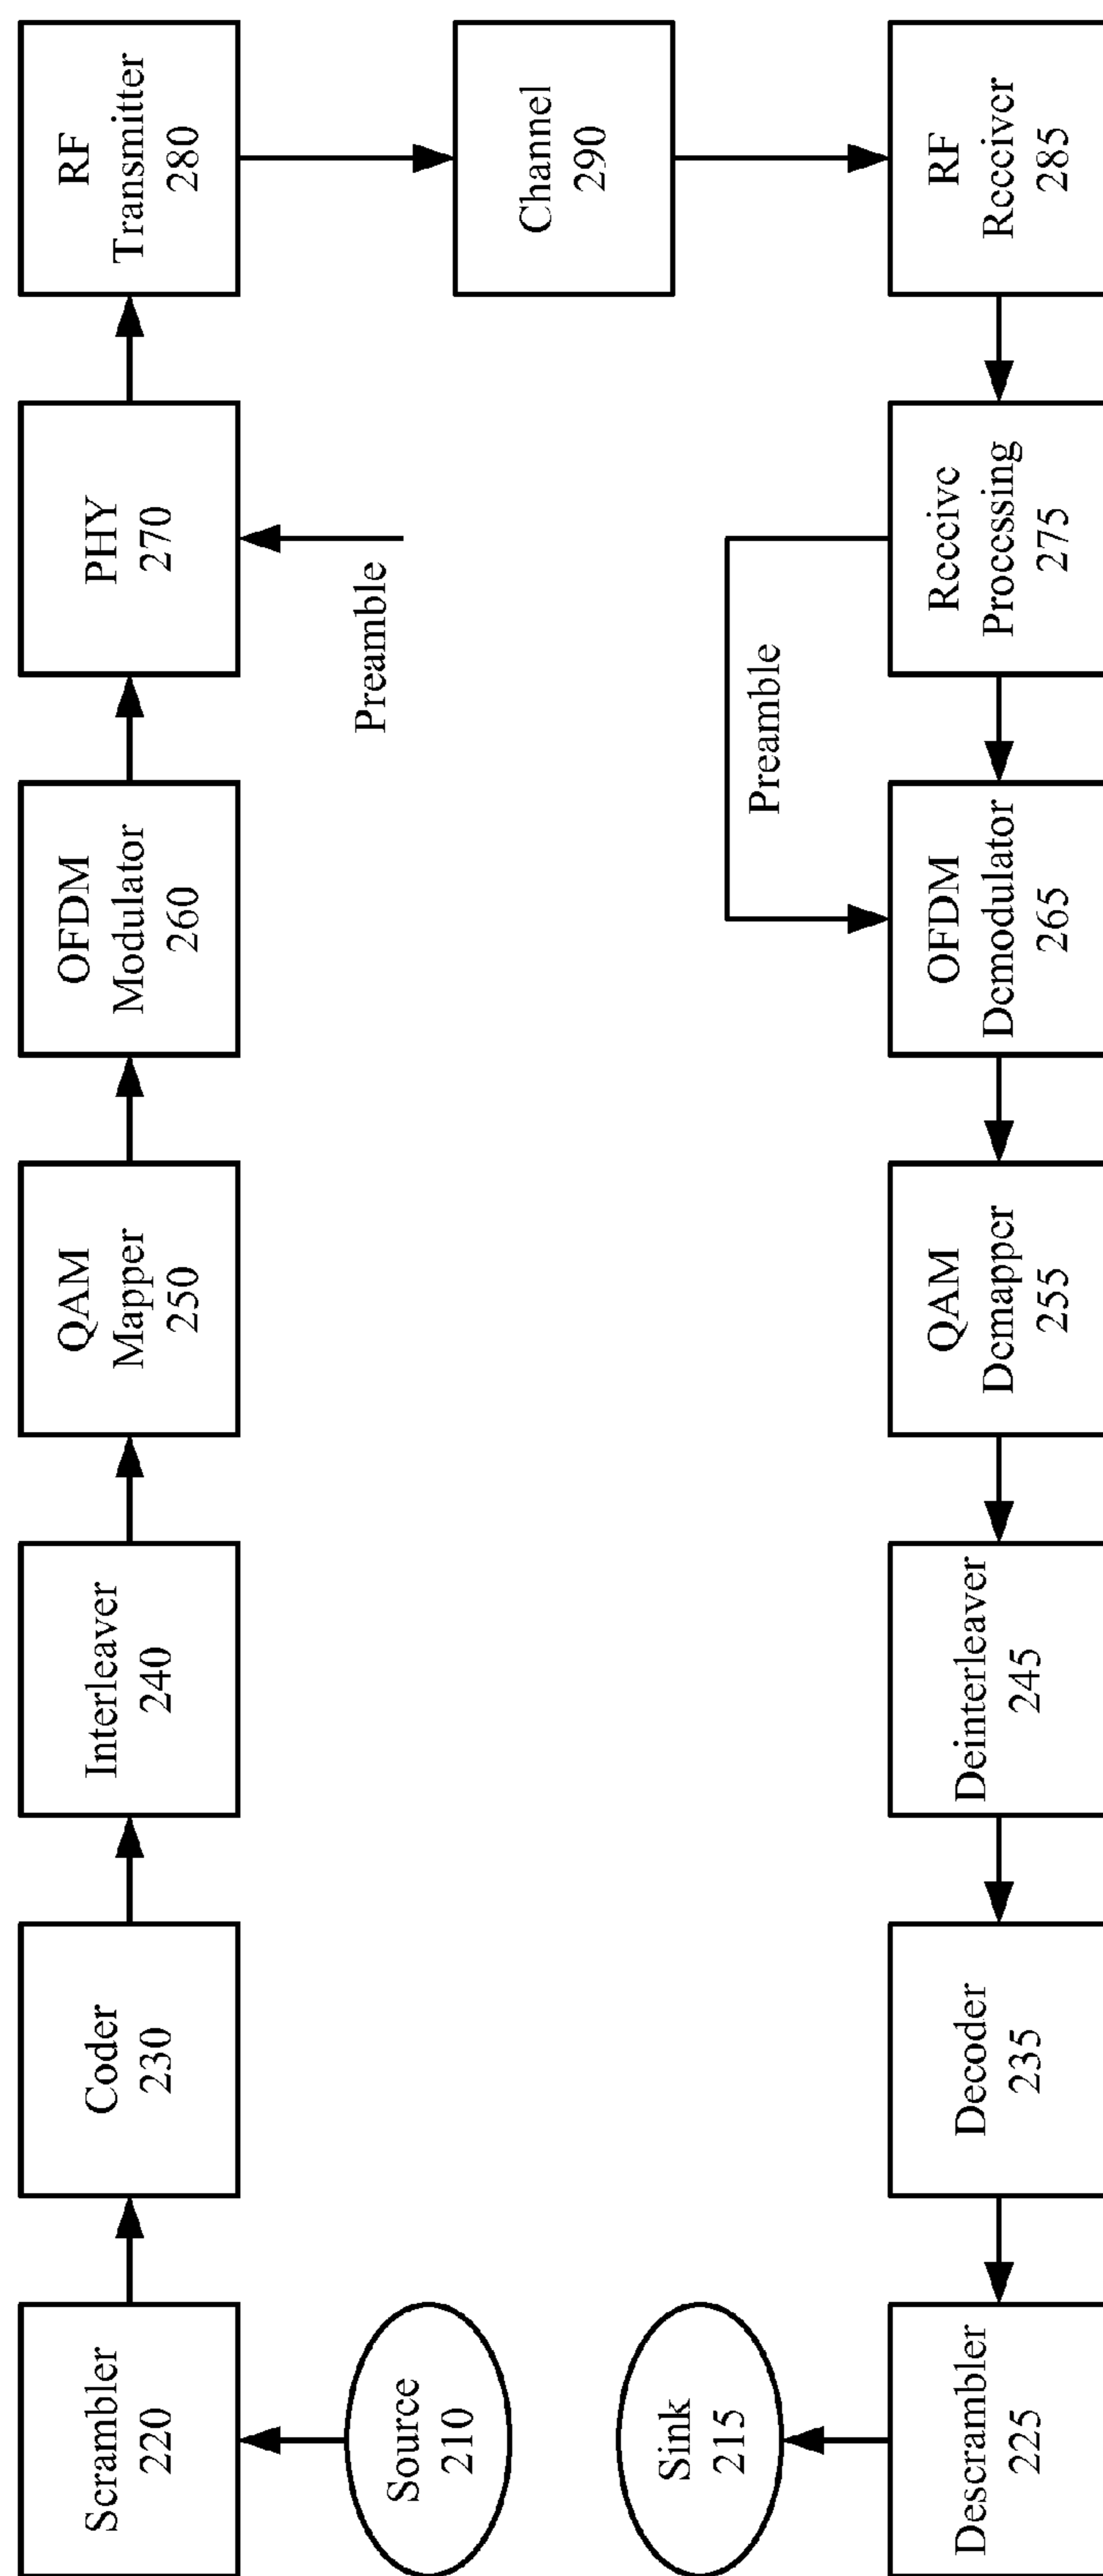 Scrambler
220
Coder
230
Interleaver
240
QAM
Mapper
250
OFDM
Modulator
260
PHY
270
RF
Transmitter
280
Source
210
Preamble
Channel
290
Sink
215
Preamble
Descrambler
225
Decoder
235
Deinterleaver
245
QAM
Demapper
255
OFDM
Demodulator
265
Receive
Processing
275
RF
Receiver
285